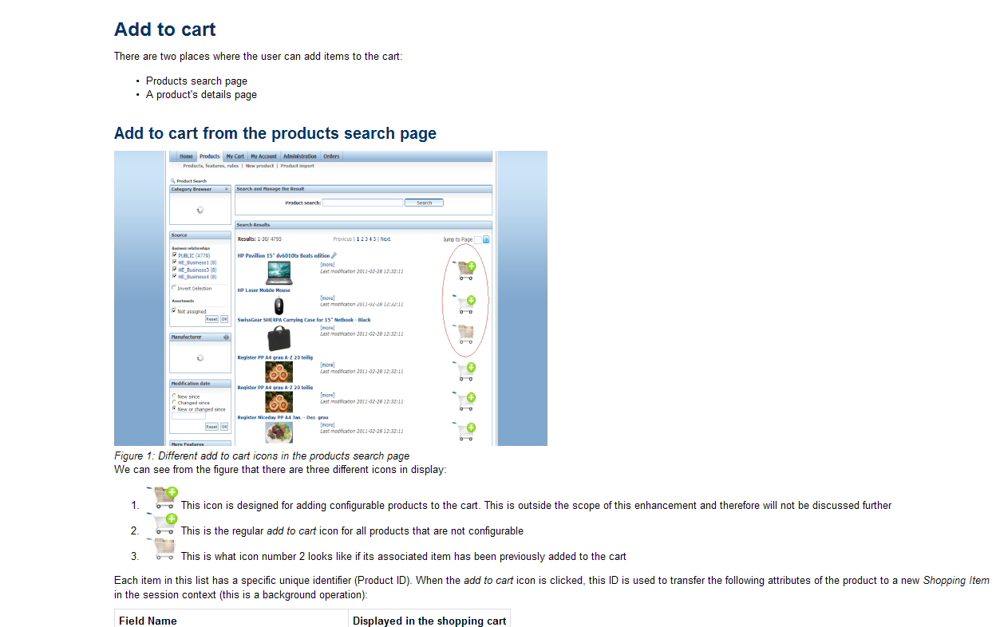 Add to cart
There are two places where the user can add items to the cart:
• Products search page
• A product's details page
Add to cart from the products search page
Home Products My Cart My Account Administration Orders
Products, features, rules | New product | Product import
Product Search
Category Browser
Search and Manage the Result
Product search: Search
Search Results
Source
Results: 1-30/ 4795 Previous | 1 2 3 4 5 | Next Jump to Page
Business relationships
PUBLIC (4770)
HE_Business1 (8)
HE_Business3 (8)
HE_Business4 (8)
Invert Selection
Assortments
Not assigned
Reset OK
Manufacturer
Modification date
New since
Changed since
New or changed since
Reset OK
More Features
HP Pavillion 15" dv6010tx Beats edition
[more]
Last modification 2011-02-28 12:32:11
HP Laser Mobile Mouse
[more]
Last modification 2011-02-28 12:32:11
SwissGear SHERPA Carrying Case for 15" Netbook - Black
[more]
Last modification 2011-02-28 12:32:11
Register PP A4 grau A-Z 20 teilig
[more]
Last modification 2011-02-28 12:32:11
Register PP A4 grau A-Z 20 teilig
[more]
Last modification 2011-02-28 12:32:11
Register Niceday PP A4 Jan. - Dez. grau
[more]
Last modification 2011-02-28 12:32:11
Figure 1: Different add to cart icons in the products search page
We can see from the figure that there are three different icons in display:
1. This icon is designed for adding configurable products to the cart. This is outside the scope of this enhancement and therefore will not be discussed further
2. This is the regular add to cart icon for all products that are not configurable
3. This is what icon number 2 looks like if its associated item has been previously added to the cart
Each item in this list has a specific unique identifier (Product ID). When the add to cart icon is clicked, this ID is used to transfer the following attributes of the product to a new Shopping Item
in the session context (this is a background operation):
Field Name Displayed in the shopping cart